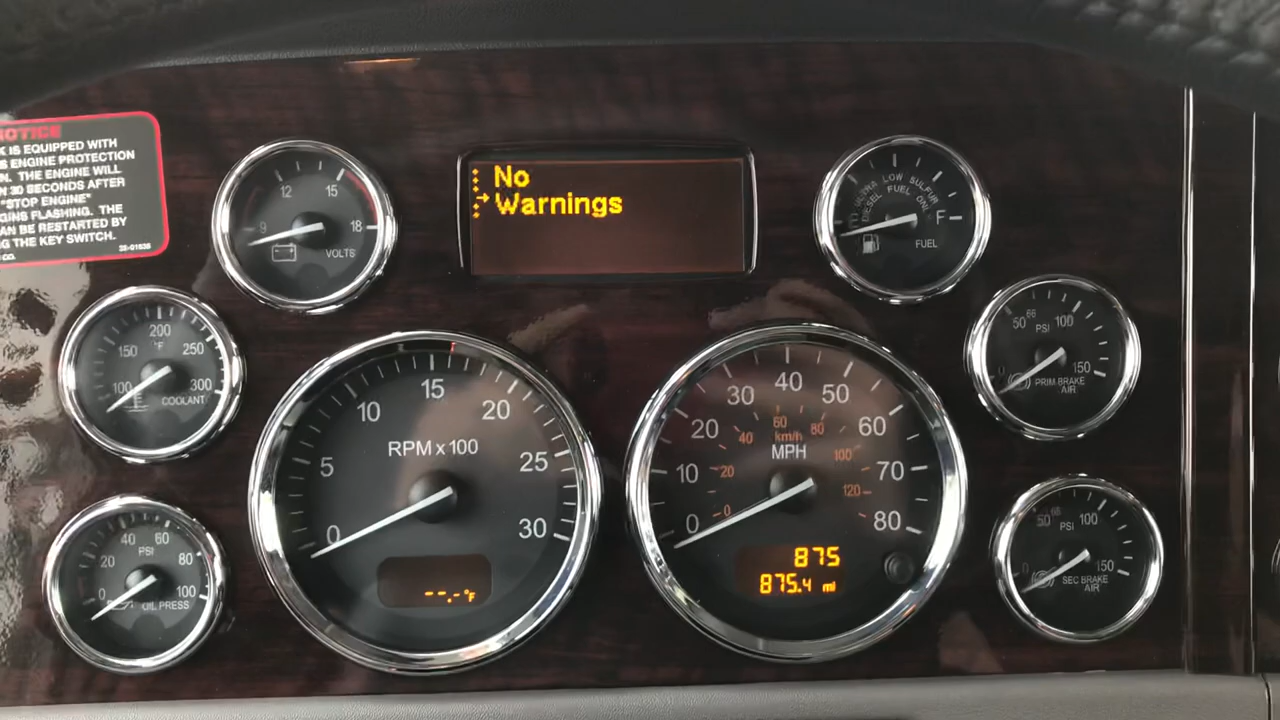 NOTICE
K IS EQUIPPED WITH
S ENGINE PROTECTION
N. THE ENGINE WILL
N 30 SECONDS AFTER
"STOP ENGINE"
GINS FLASHING. THE
AN BE RESTARTED BY
G THE KEY SWITCH.
CO.
9 12 15 18
VOLTS
No
Warnings
ULTRA LOW SULFUR
DIESEL FUEL ONLY
F
FUEL
100 150 200 250 300
°F
COOLANT
0 5 10 15 20 25 30
RPM x 100
--.-°F
0 10 20 30 40 50 60 70 80
0 20 40 60 80 100 120
km/h
MPH
875
875.4 mi
0 50 66 100 150
PSI
PRIM BRAKE
AIR
0 20 40 60 80 100
PSI
OIL PRESS
0 50 100 150
PSI
SEC BRAKE
AIR